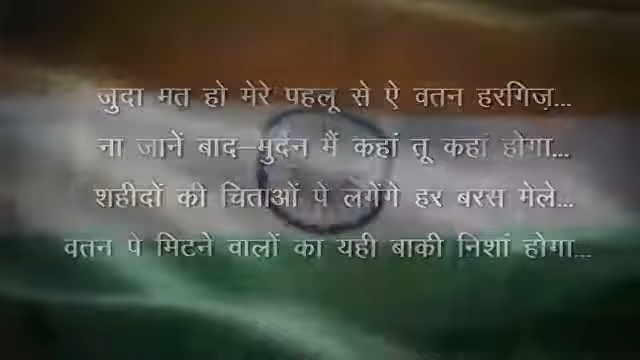 जुदा मत हो मेरे पहलू से ऐ वतन हरगिज़...
ना जानें बाद-मुर्दन मैं कहां तू कहां होगा...
शहीदों की चिताओं पे लगेंगे हर बरस मेले...
वतन पे मिटने वालों का यही बाकी निशां होगा...